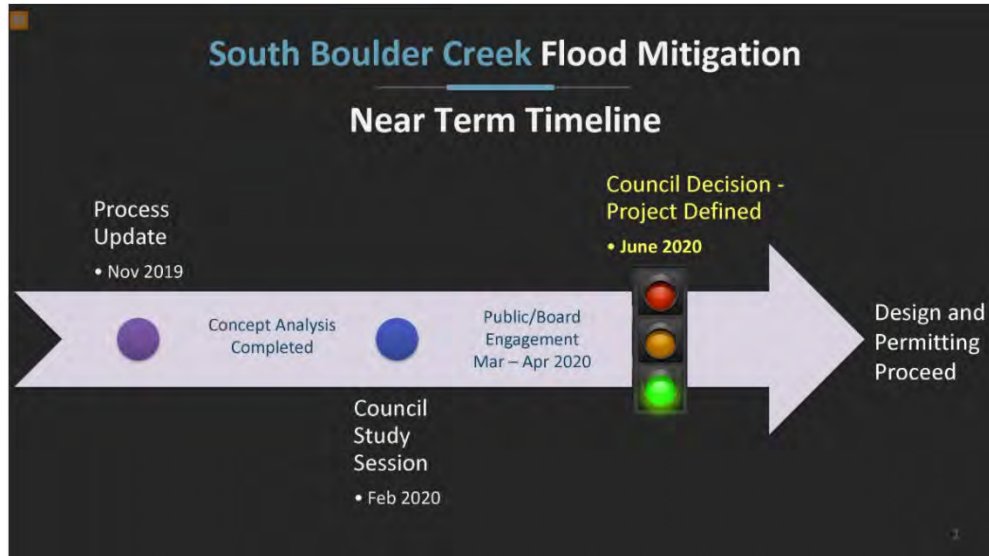 South Boulder Creek Flood Mitigation
Near Term Timeline
Process
Update
• Nov 2019
Concept Analysis
Completed
Council
Study
Session
• Feb 2020
Public/Board
Engagement
Mar – Apr 2020
Council Decision -
Project Defined
• June 2020
Design and
Permitting
Proceed